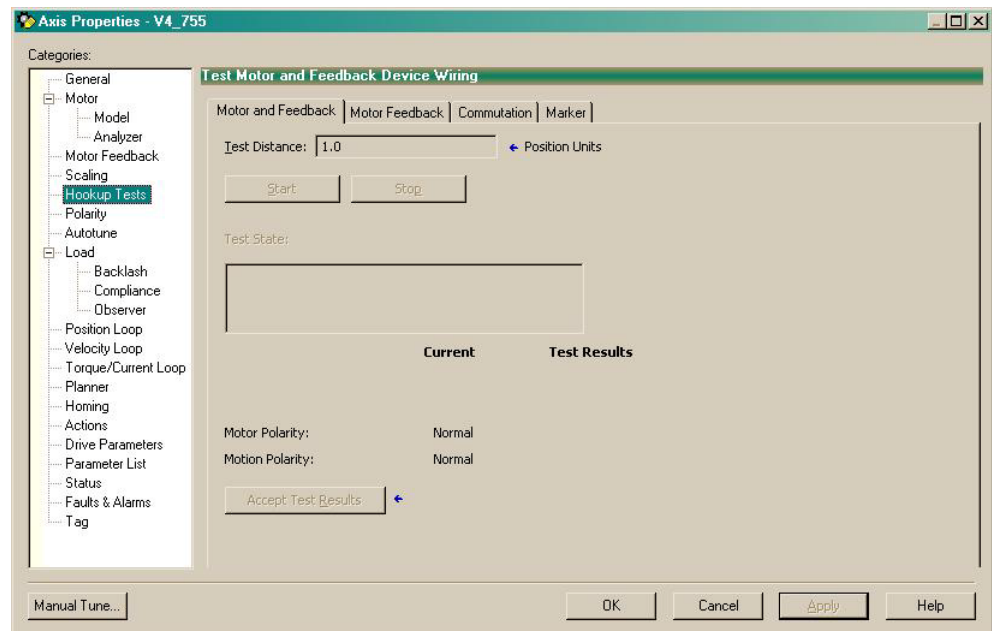 Axis Properties - V4_755
Categories:
General
Motor
Model
Analyzer
Motor Feedback
Scaling
Hookup Tests
Polarity
Autotune
Load
Backlash
Compliance
Observer
Position Loop
Velocity Loop
Torque/Current Loop
Planner
Homing
Actions
Drive Parameters
Parameter List
Status
Faults & Alarms
Tag
Test Motor and Feedback Device Wiring
Motor and Feedback Motor Feedback Commutation Marker
Test Distance: 1.0 Position Units
Start Stop
Test State:
Current Test Results
Motor Polarity: Normal
Motion Polarity: Normal
Accept Test Results
Manual Tune... OK Cancel Apply Help